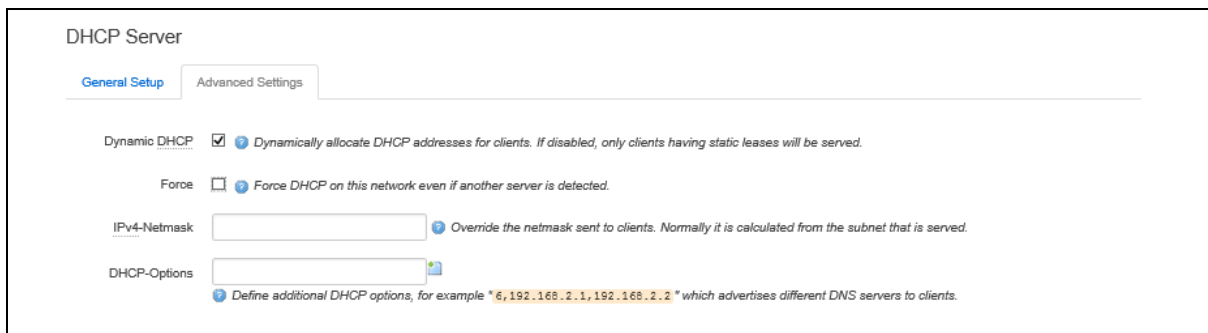 DHCP Server
General Setup Advanced Settings
Dynamic DHCP Dynamically allocate DHCP addresses for clients. If disabled, only clients having static leases will be served.
Force Force DHCP on this network even if another server is detected.
IPv4-Netmask Override the netmask sent to clients. Normally it is calculated from the subnet that is served.
DHCP-Options
Define additional DHCP options, for example "6,192.168.2.1,192.168.2.2" which advertises different DNS servers to clients.